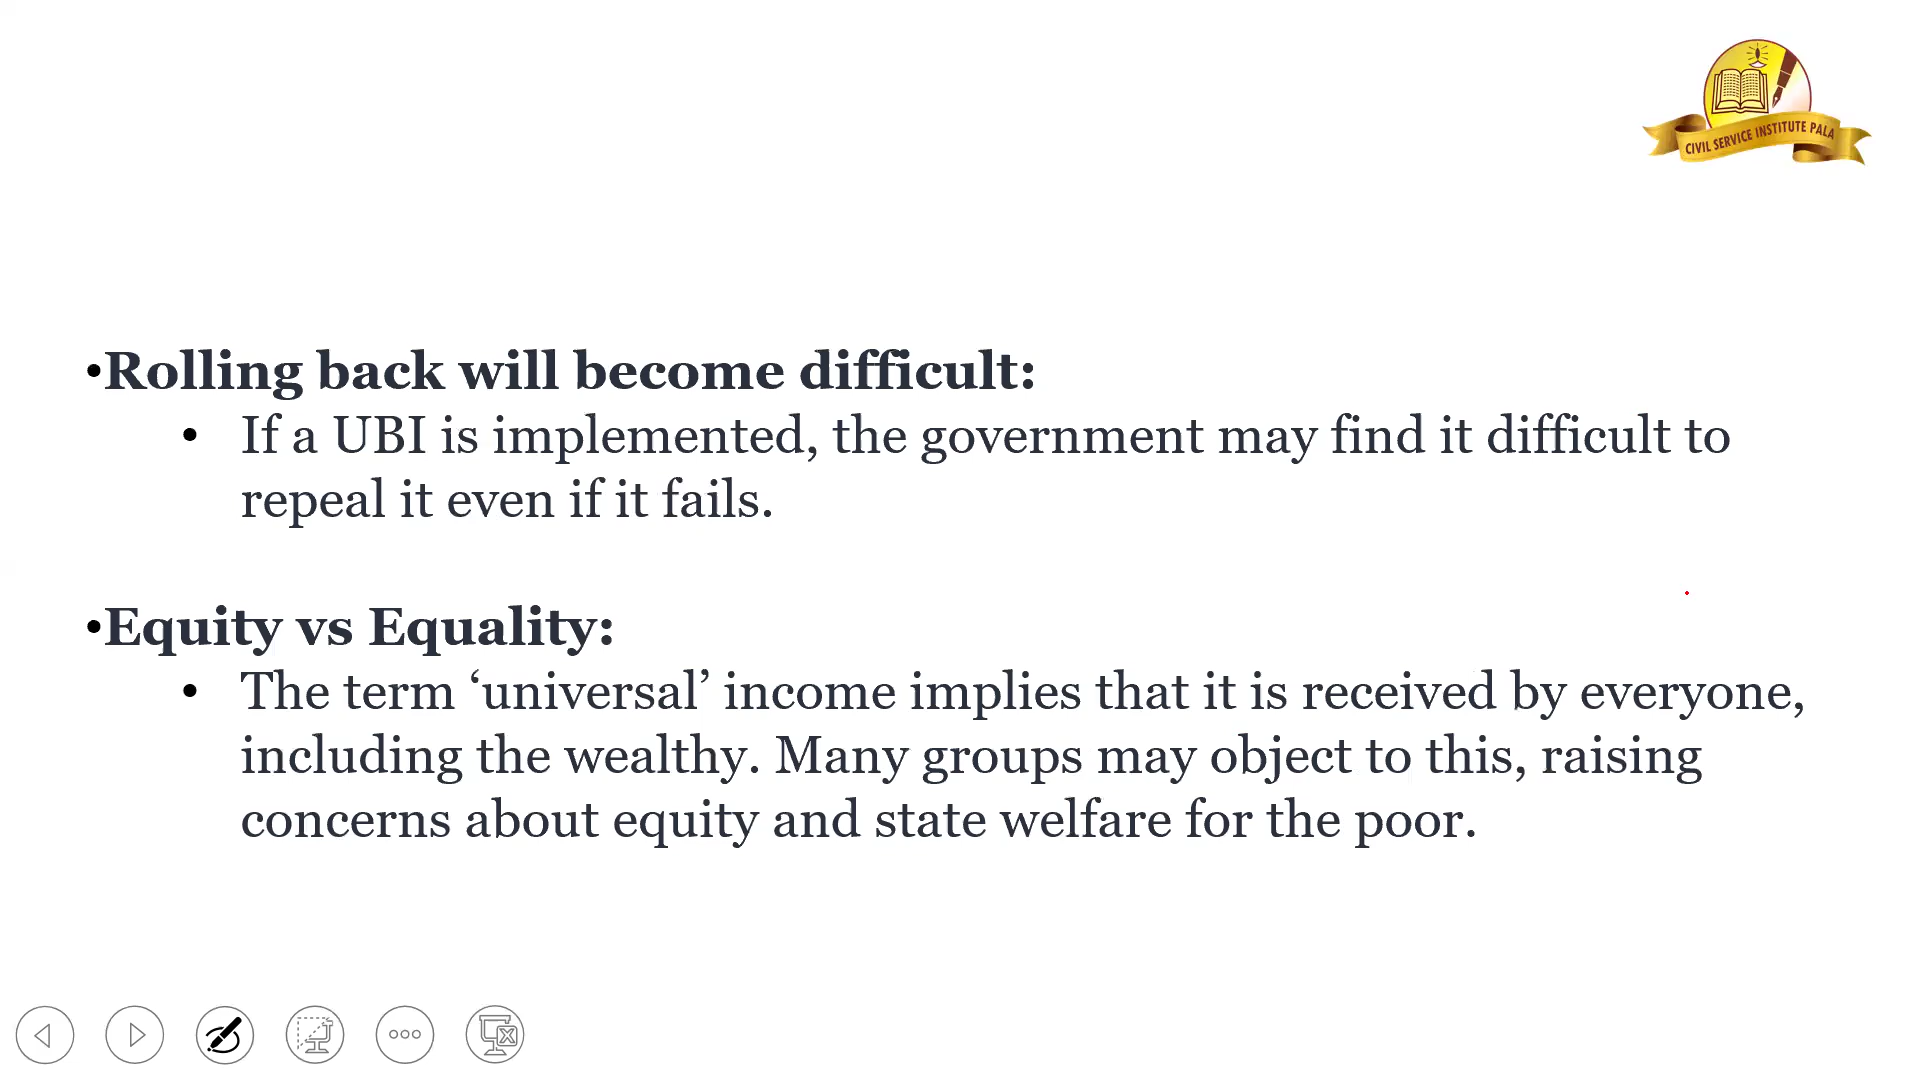 CIVIL SERVICE INSTITUTE PALA
•Rolling back will become difficult:
• If a UBI is implemented, the government may find it difficult to
repeal it even if it fails.
•Equity vs Equality:
• The term ‘universal’ income implies that it is received by everyone,
including the wealthy. Many groups may object to this, raising
concerns about equity and state welfare for the poor.